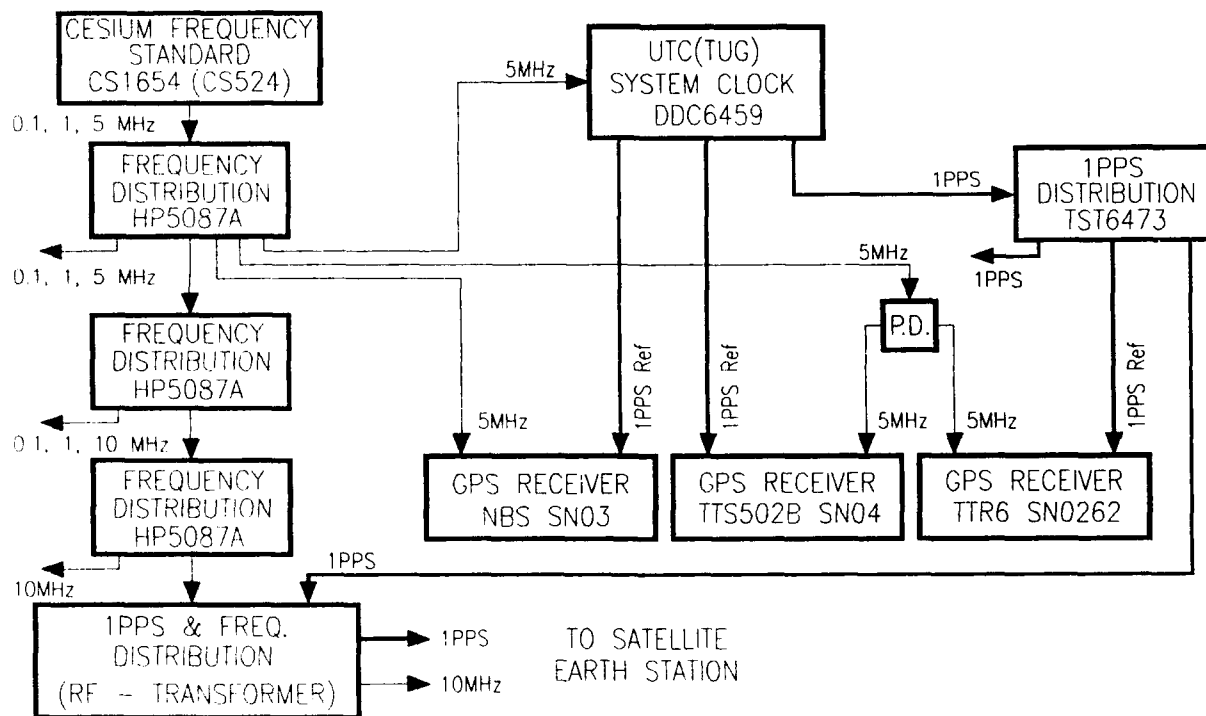 CESIUM FREQUENCY
STANDARD
CS1654 (CS524)
0.1, 1, 5 MHz
FREQUENCY
DISTRIBUTION
HP5087A
0.1, 1, 5 MHz
FREQUENCY
DISTRIBUTION
HP5087A
0.1, 1, 10 MHz
FREQUENCY
DISTRIBUTION
HP5087A
10MHz
1PPS
1PPS & FREQ.
DISTRIBUTION
(RF - TRANSFORMER)
1PPS
10MHz
TO SATELLITE
EARTH STATION
5MHz
UTC(TUG)
SYSTEM CLOCK
DDC6459
1PPS
1PPS
DISTRIBUTION
TST6473
1PPS
5MHz
P.D.
5MHz
1PPS Ref
1PPS Ref
5MHz
5MHz
1PPS Ref
GPS RECEIVER
NBS SN03
GPS RECEIVER
TTS502B SN04
GPS RECEIVER
TTR6 SN0262